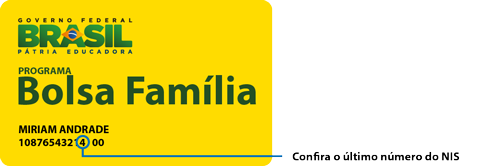 GOVERNO FEDERAL
BRASIL
PÁTRIA EDUCADORA
PROGRAMA
Bolsa Família
MIRIAM ANDRADE
10876543214 00
Confira o último número do NIS